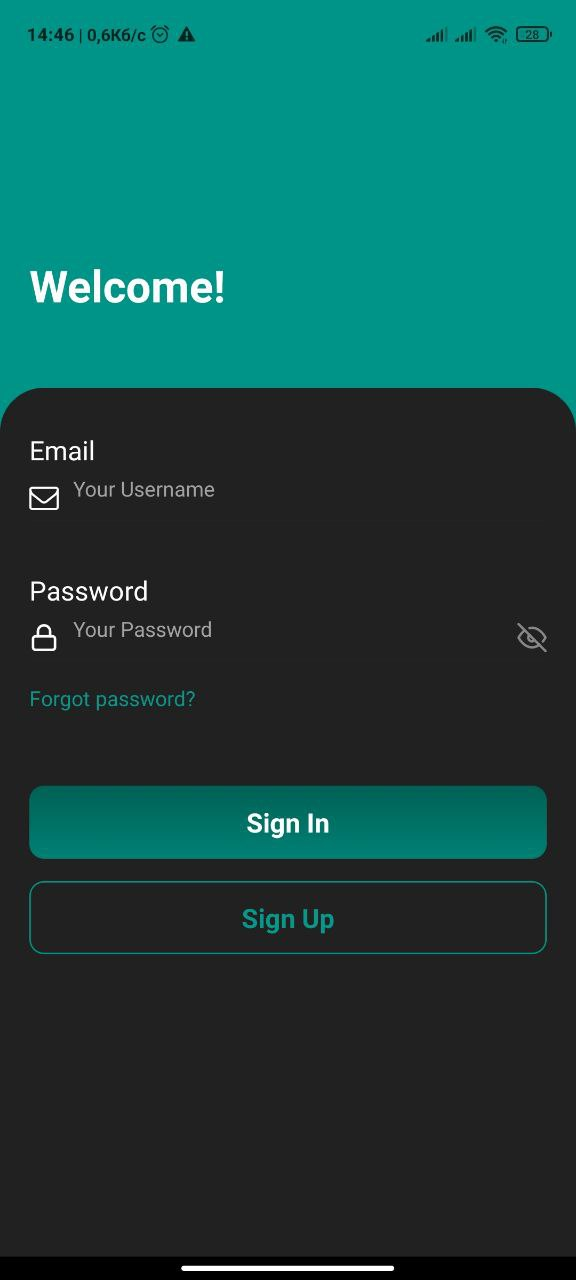 14:46 | 0,6Кб/с
28
Welcome!
Email
Your Username
Password
Your Password
Forgot password?
Sign In
Sign Up